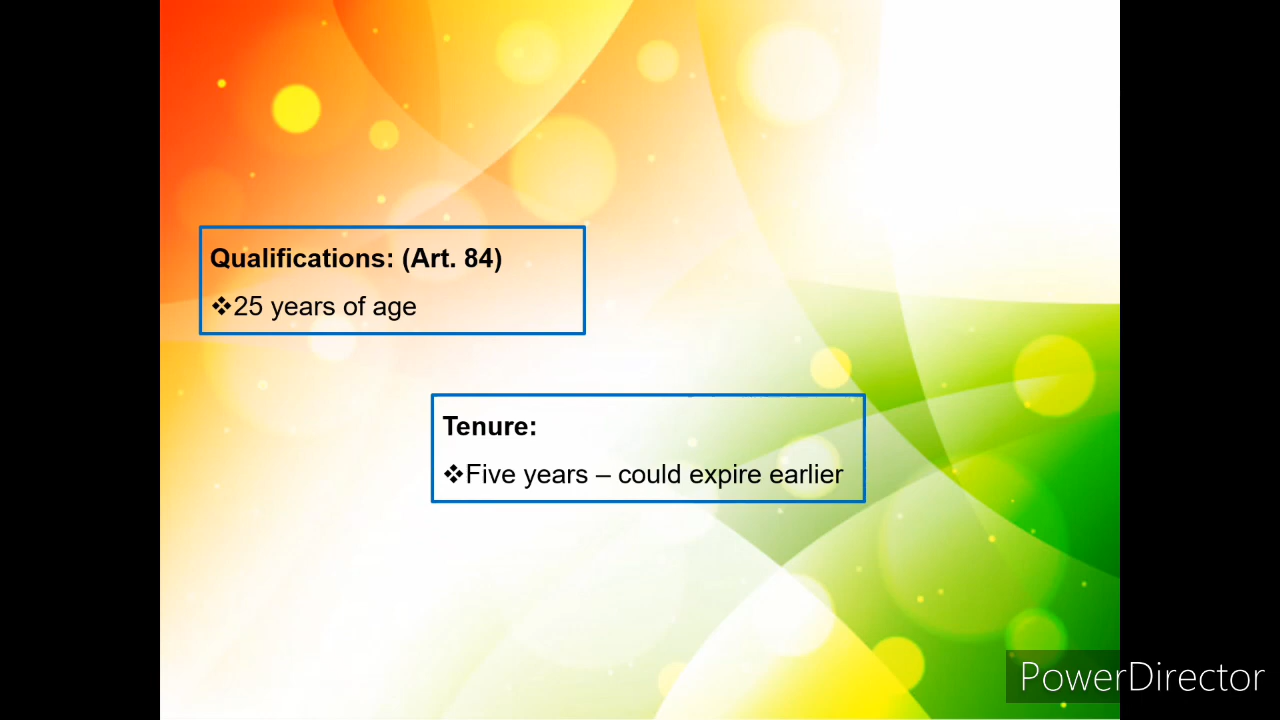 Qualifications: (Art. 84)
❖25 years of age
Tenure:
❖Five years – could expire earlier
PowerDirector